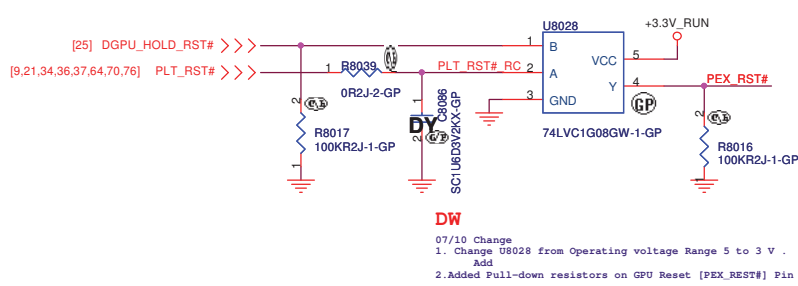 U8028
+3.3V_RUN
[25] DGPU_HOLD_RST#
1 B
VCC 5
[9,21,34,36,37,64,70,76] PLT_RST#
1 R8039 2
0R2J-2-GP
PLT_RST#_RC
2 A
Y 4
PEX_RST#
3 GND
GP
74LVC1G08GW-1-GP
2
R8017
100KR2J-1-GP
1
1
C8086
DY
2
SC1U6D3V2KX-GP
2
R8016
100KR2J-1-GP
1
DW
07/10 Change
1. Change U8028 from Operating voltage Range 5 to 3 V .
Add
2.Added Pull-down resistors on GPU Reset [PEX_REST#] Pin